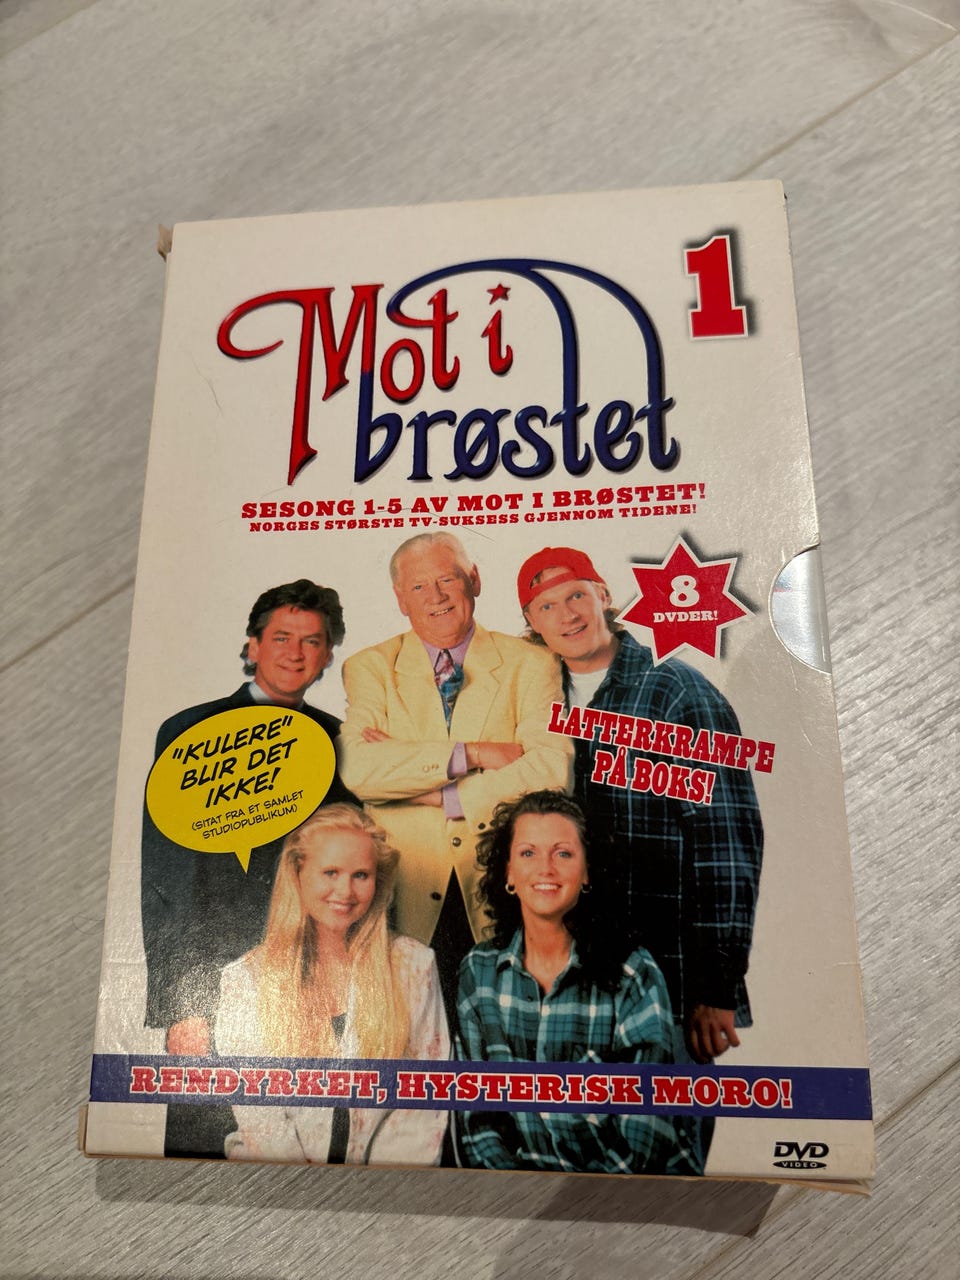 1
Mot i
brøstet
SESONG 1-5 AV MOT I BRØSTET!
NORGES STØRSTE TV-SUKSESS GJENNOM TIDENE!
8
DVDER!
LATTERKRAMPE
PÅ BOKS!
"KULERE"
BLIR DET
IKKE!
(SITAT FRA ET SAMLET
STUDIOPUBLIKUM)
RENDYRKET, HYSTERISK MORO!
DVD
VIDEO